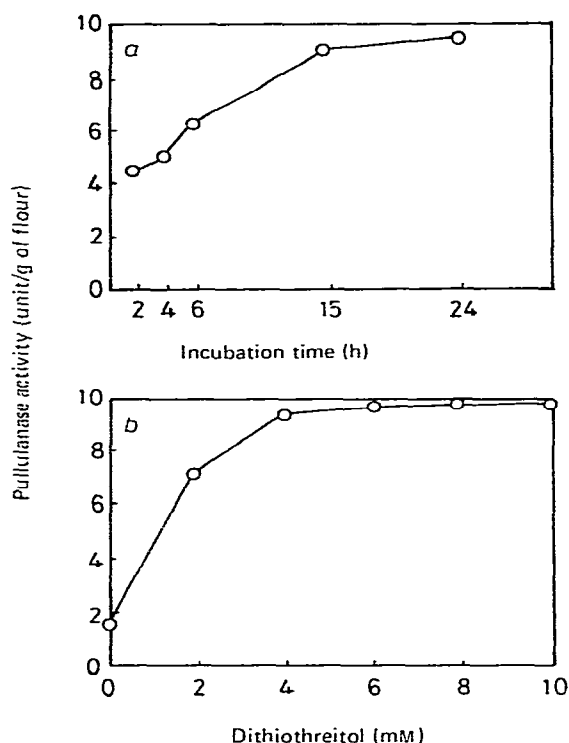 Pullulanase activity (unit/g of flour)
a
10
8
6
4
2
0
2 4 6 15 24
Incubation time (h)
b
10
8
6
4
2
0
0 2 4 6 8 10
Dithiothreitol (mM)